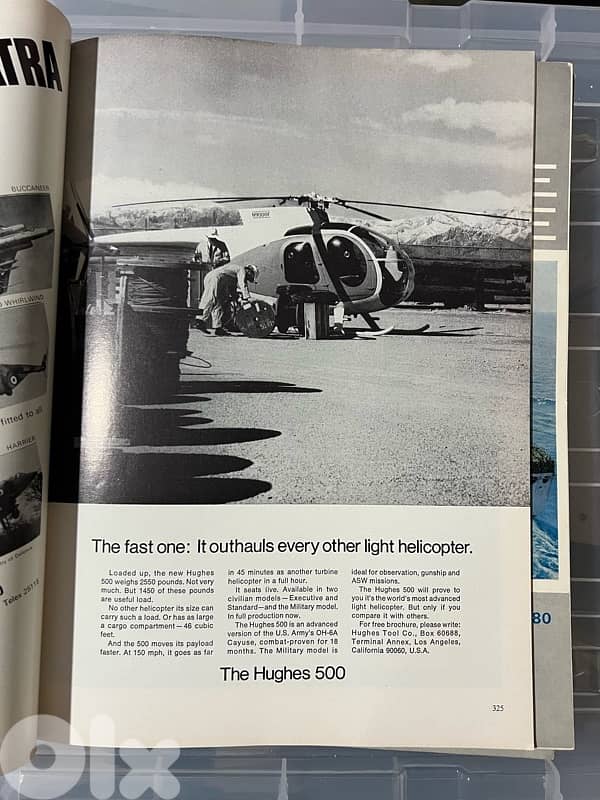 TRA
BUCCANEER
WHIRLWIND
fitted to all
HARRIER
Telex 25118
The fast one: It outhauls every other light helicopter.
Loaded up, the new Hughes
500 weighs 2550 pounds. Not very
much. But 1450 of these pounds
are useful load.
No other helicopter its size can
carry such a load. Or has as large
a cargo compartment—46 cubic
feet.
And the 500 moves its payload
faster. At 150 mph, it goes as far
in 45 minutes as another turbine
helicopter in a full hour.
It seats five. Available in two
civilian models—Executive and
Standard—and the Military model.
In full production now.
The Hughes 500 is an advanced
version of the U.S. Army's OH-6A
Cayuse, combat-proven for 18
months. The Military model is
ideal for observation, gunship and
ASW missions.
The Hughes 500 will prove to
you it's the world's most advanced
light helicopter. But only if you
compare it with others.
For free brochure, please write:
Hughes Tool Co., Box 60688,
Terminal Annex, Los Angeles,
California 90060, U.S.A.
The Hughes 500
325
80
olx